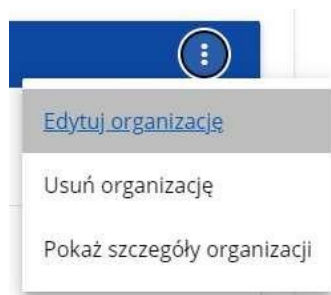 Edytuj organizację
Usuń organizację
Pokaż szczegóły organizacji